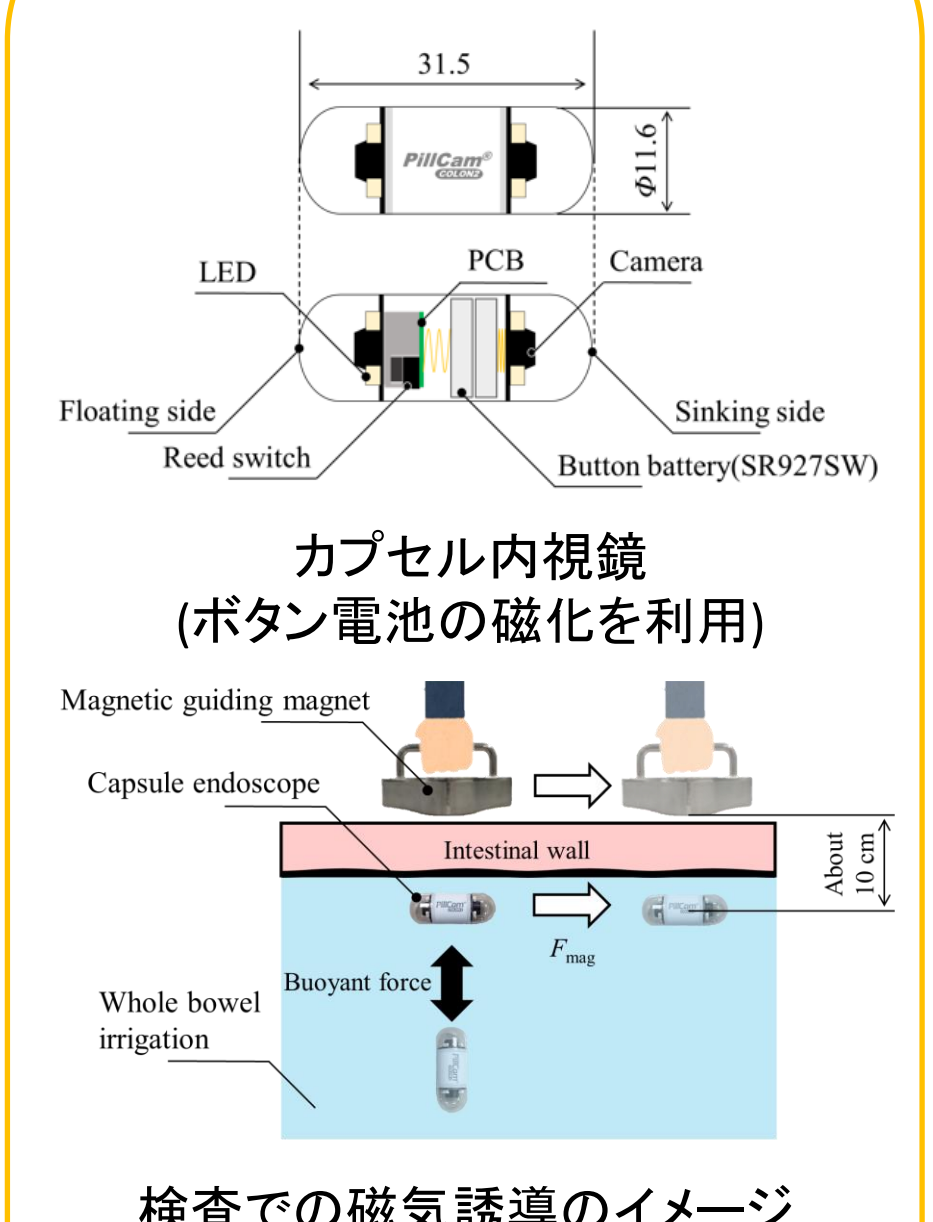 31.5
PillCam®
COLON2
Φ11.6
LED
PCB
Camera
Floating side
Sinking side
Reed switch
Button battery(SR927SW)
カプセル内視鏡
(ボタン電池の磁化を利用)
Magnetic guiding magnet
Capsule endoscope
Intestinal wall
About
10 cm
PillCam
PillCam
Fmag
Buoyant force
Whole bowel
irrigation
PillCam
検査での磁気誘導のイメージ